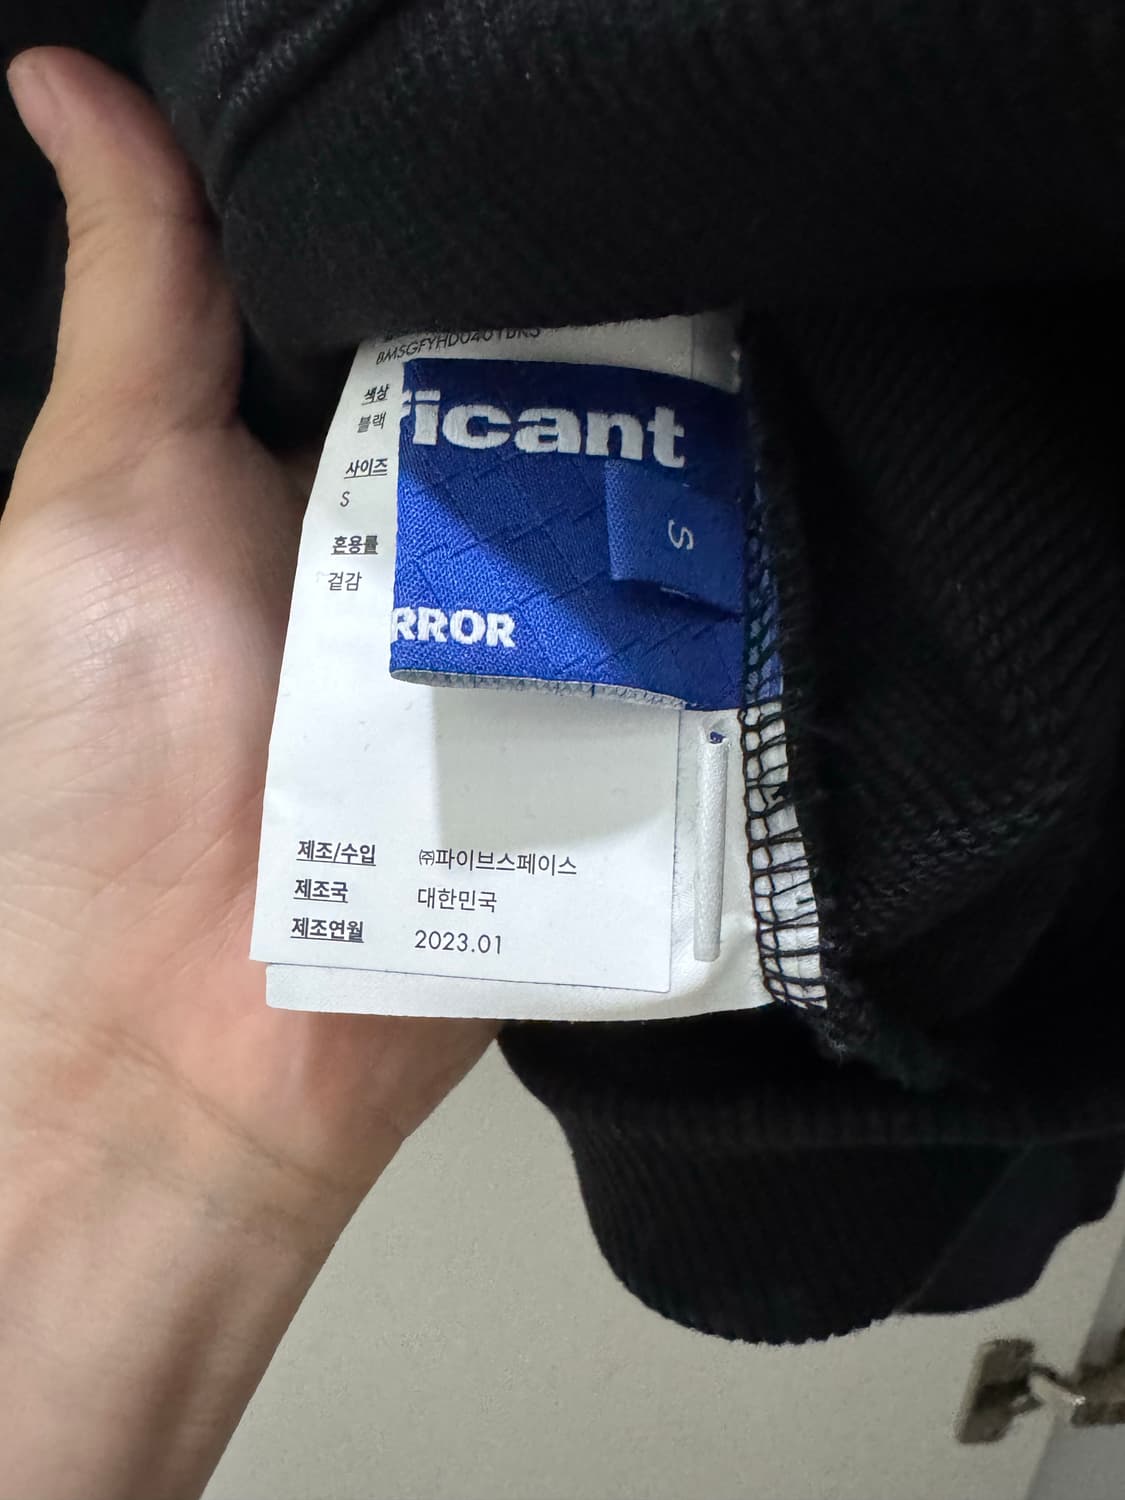 BMSGFYHD0401BKS
색상
블랙
ficant
사이즈
S
S
혼용률
겉감
RROR
제조/수입 ㈜파이브스페이스
제조국 대한민국
제조연월 2023.01